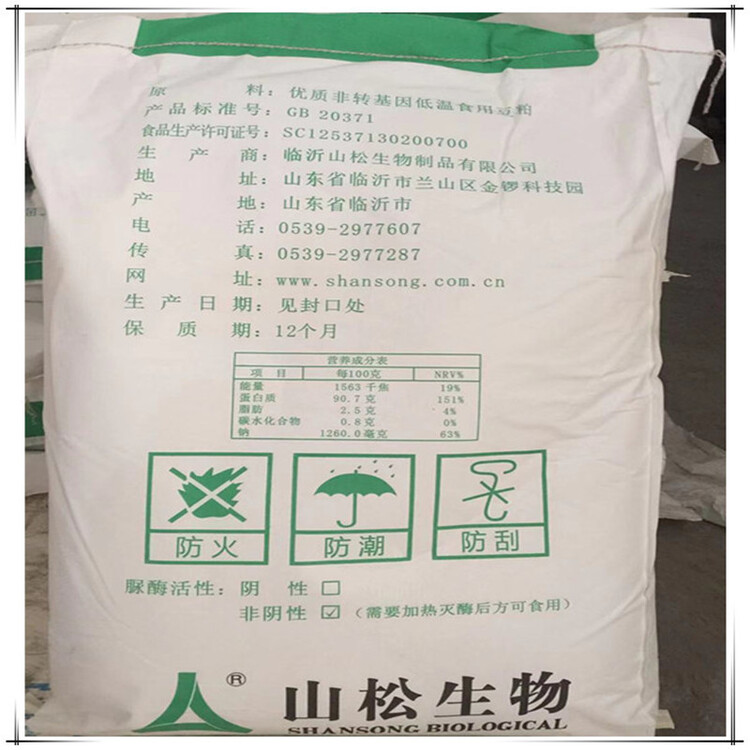 原 料：优质非转基因低温食用豆粕
产品标准号：GB 20371
食品生产许可证号：SC12537130200700
生 产 商：临沂山松生物制品有限公司
地 址：山东省临沂市兰山区金锣科技园
产 地：山东省临沂市
电 话：0539-2977607
传 真：0539-2977287
网 址：www.shansong.com.cn
生 产 日 期：见封口处
保 质 期：12个月
营养成分表
项 目 每100克 NRV%
能量 1563 千焦 19%
蛋白质 90.7 克 151%
脂肪 2.5 克 4%
碳水化合物 0.8 克 0%
钠 1260.0 毫克 63%
防火 防潮 防刮
脲酶活性：阴 性 □
非阴性 ☑（需要加热灭酶后方可食用）
® 山松生物
SHANSONG BIOLOGICAL